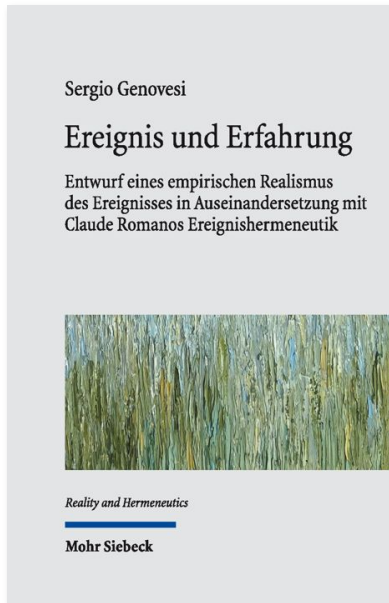 Sergio Genovesi
Ereignis und Erfahrung
Entwurf eines empirischen Realismus
des Ereignisses in Auseinandersetzung mit
Claude Romanos Ereignishermeneutik
Reality and Hermeneutics
Mohr Siebeck